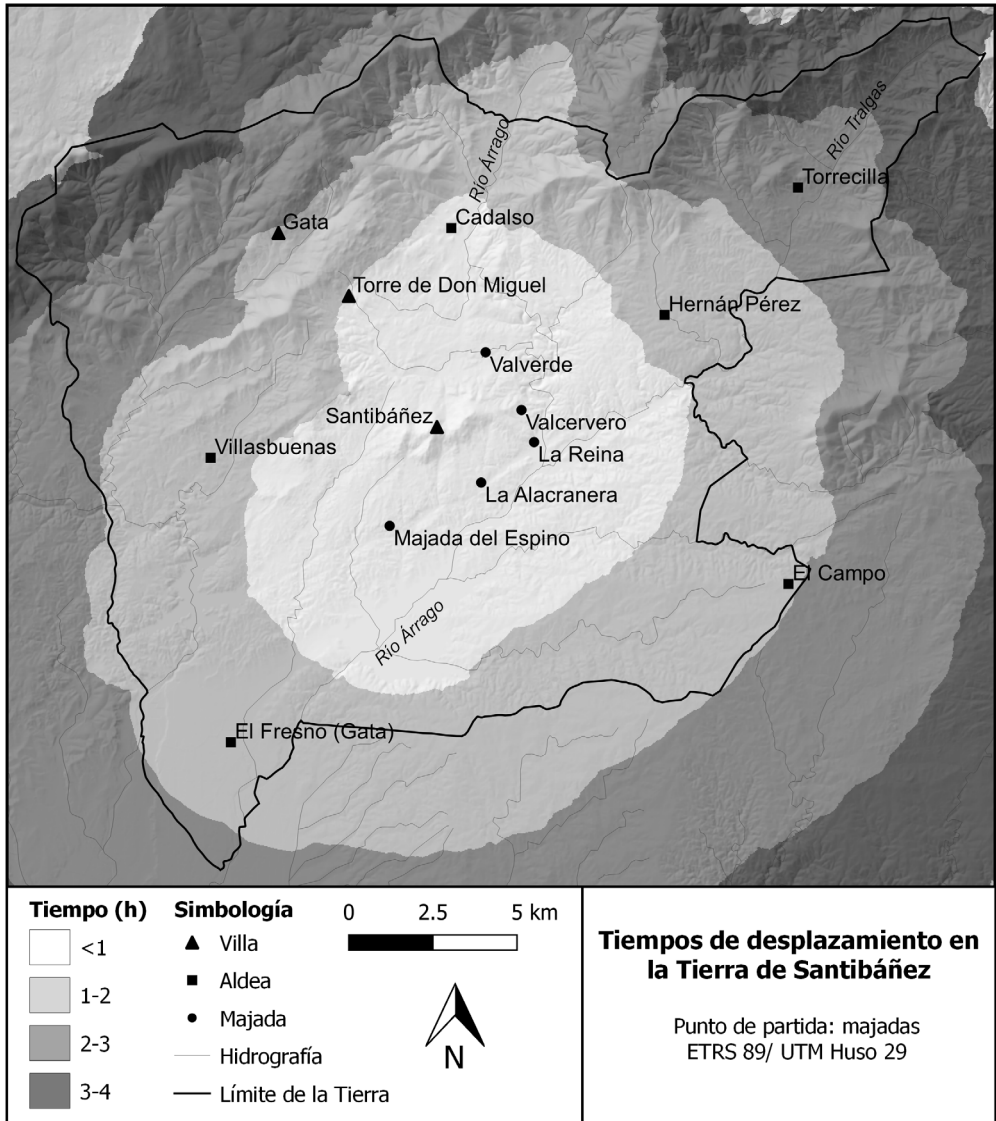 Río Árrago
Río Tralgas
Torrecilla
Gata
Cadalso
Torre de Don Miguel
Hernán Pérez
Valverde
Santibáñez
Valcervero
Villasbuenas
La Reina
La Alacranera
Majada del Espino
El Campo
Río Árrago
El Fresno (Gata)
Tiempo (h)
<1
1-2
2-3
3-4
Simbología
Villa
Aldea
Majada
Hidrografía
Límite de la Tierra
0 2.5 5 km
N
Tiempos de desplazamiento en
la Tierra de Santibáñez
Punto de partida: majadas
ETRS 89/ UTM Huso 29